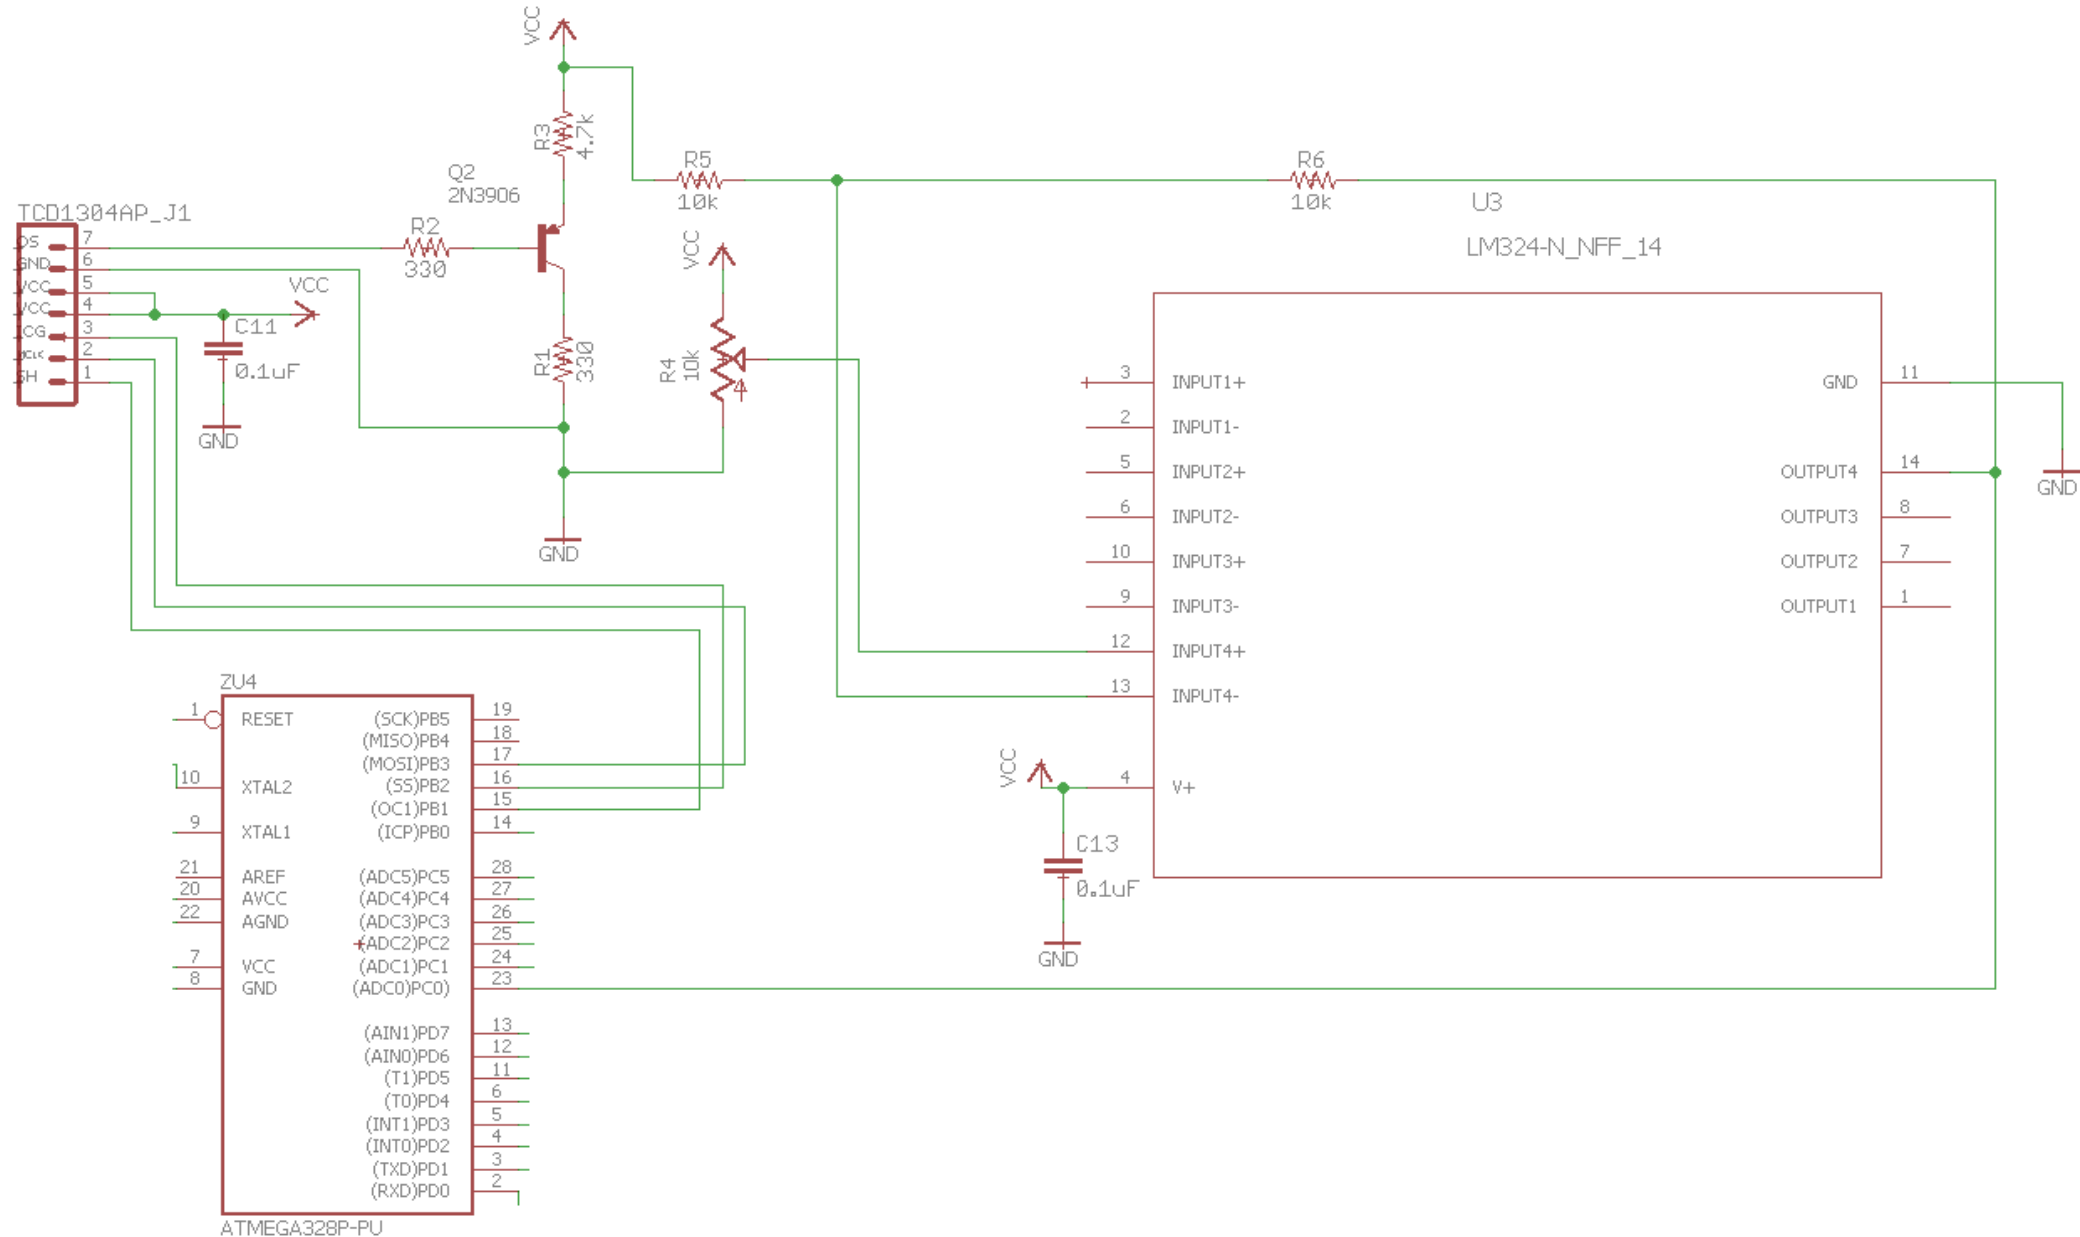 VCC
R3
4.7k
Q2
2N3906
R5
10k
R6
10k
U3
LM324-N_NFF_14
TCD1304AP_J1
OS
7
GND
6
VCC
5
VCC
4
ICG
3
2
SH
1
R2
330
VCC
C11
0.1uF
GND
R1
330
GND
VCC
R4
10k
3
INPUT1+
2
INPUT1-
5
INPUT2+
6
INPUT2-
10
INPUT3+
9
INPUT3-
12
INPUT4+
13
INPUT4-
4
V+
GND
11
OUTPUT4
14
OUTPUT3
8
OUTPUT2
7
OUTPUT1
1
GND
VCC
C13
0.1uF
GND
ZU4
1
RESET
10
XTAL2
9
XTAL1
21
AREF
20
AVCC
22
AGND
7
VCC
8
GND
(SCK)PB5
19
(MISO)PB4
18
(MOSI)PB3
17
(SS)PB2
16
(OC1)PB1
15
(ICP)PB0
14
(ADC5)PC5
28
(ADC4)PC4
27
(ADC3)PC3
26
(ADC2)PC2
25
(ADC1)PC1
24
(ADC0)PC0)
23
(AIN1)PD7
13
(AIN0)PD6
12
(T1)PD5
11
(T0)PD4
6
(INT1)PD3
5
(INT0)PD2
4
(TXD)PD1
3
(RXD)PD0
2
ATMEGA328P-PU